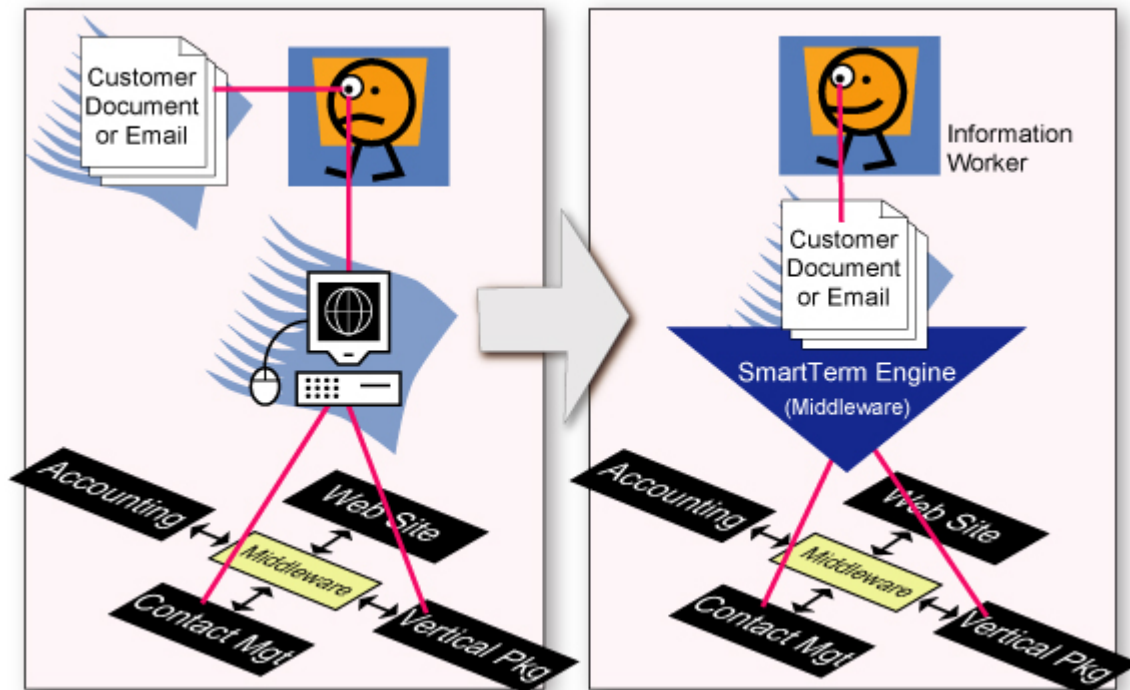 Customer
Document
or Email
Accounting
Web Site
Middleware
Contact Mgt
Vertical Pkg
Information
Worker
Customer
Document
or Email
SmartTerm Engine
(Middleware)
Accounting
Web Site
Middleware
Contact Mgt
Vertical Pkg